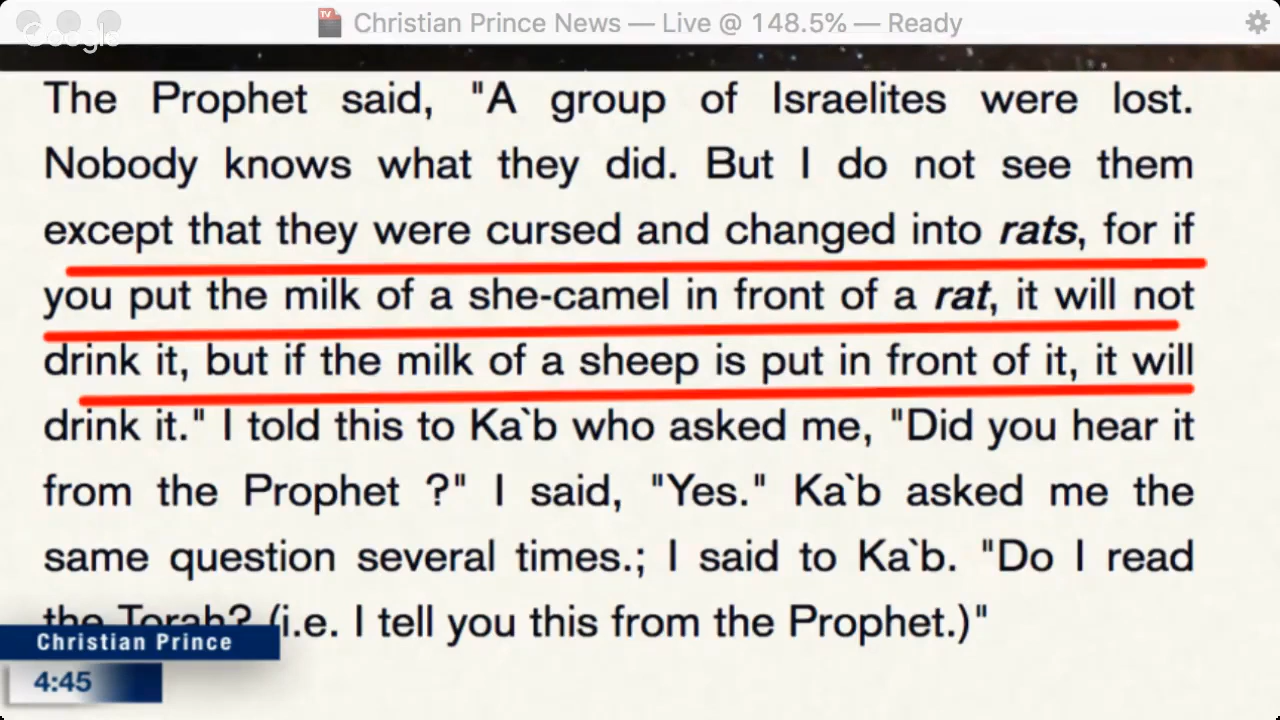 TV
Christian Prince News — Live @ 148.5% — Ready
Google
The Prophet said, "A group of Israelites were lost.
Nobody knows what they did. But I do not see them
except that they were cursed and changed into rats, for if
you put the milk of a she-camel in front of a rat, it will not
drink it, but if the milk of a sheep is put in front of it, it will
drink it." I told this to Ka`b who asked me, "Did you hear it
from the Prophet ?" I said, "Yes." Ka`b asked me the
same question several times.; I said to Ka`b. "Do I read
the Torah? (i.e. I tell you this from the Prophet.)"
Christian Prince
4:45